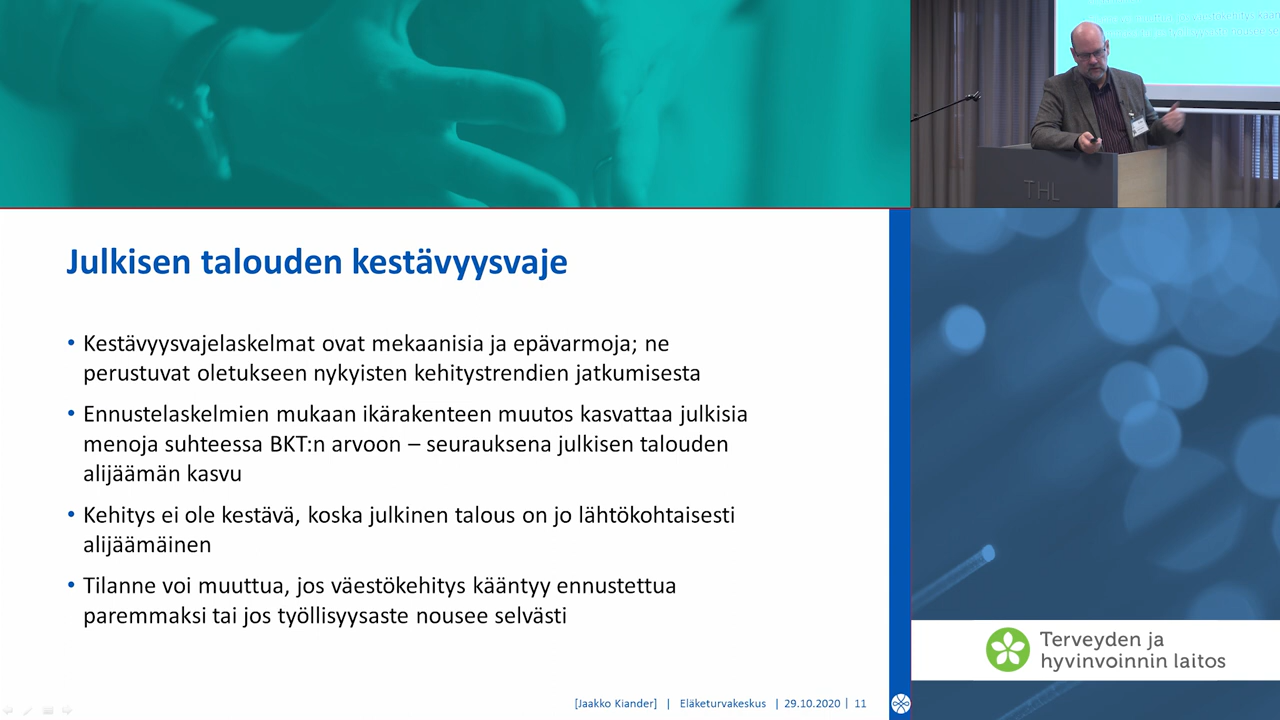 THL
Julkisen talouden kestävyysvaje
• Kestävyysvajelaskelmat ovat mekaanisia ja epävarmoja; ne
perustuvat oletukseen nykyisten kehitystrendien jatkumisesta
• Ennustelaskelmien mukaan ikärakenteen muutos kasvattaa julkisia
menoja suhteessa BKT:n arvoon – seurauksena julkisen talouden
alijäämän kasvu
• Kehitys ei ole kestävä, koska julkinen talous on jo lähtökohtaisesti
alijäämäinen
• Tilanne voi muuttua, jos väestökehitys kääntyy ennustettua
paremmaksi tai jos työllisyysaste nousee selvästi
Terveyden ja
hyvinvoinnin laitos
[Jaakko Kiander] | Eläketurvakeskus | 29.10.2020 | 11